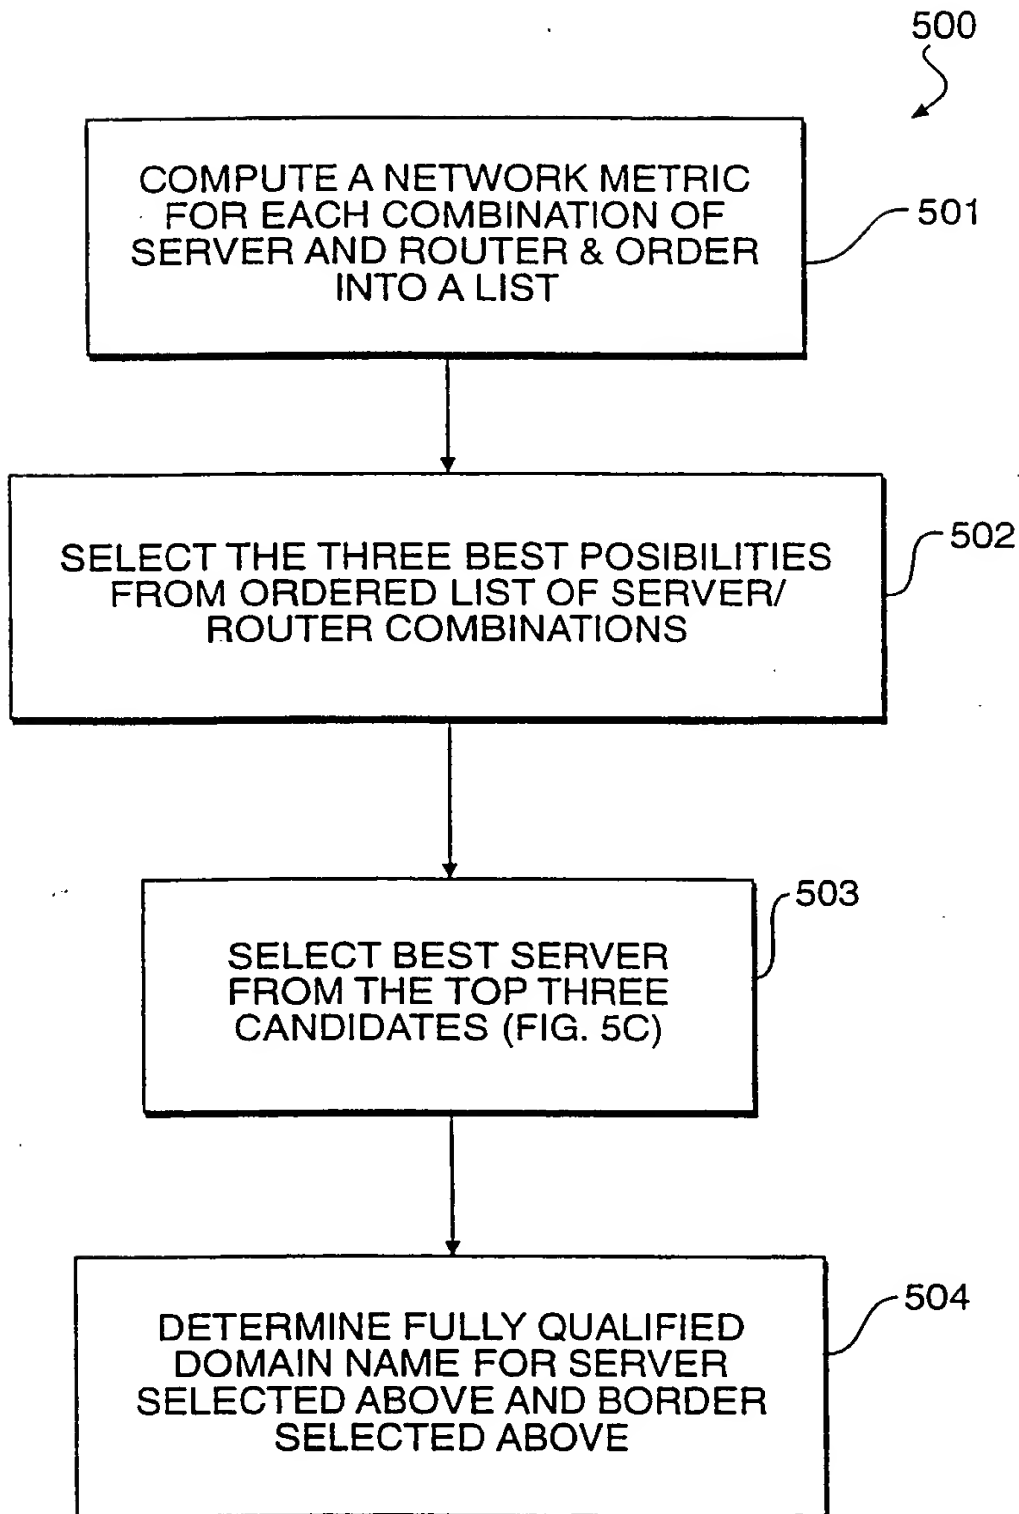 500
COMPUTE A NETWORK METRIC
FOR EACH COMBINATION OF
SERVER AND ROUTER & ORDER
INTO A LIST
501
SELECT THE THREE BEST POSIBILITIES
FROM ORDERED LIST OF SERVER/
ROUTER COMBINATIONS
502
SELECT BEST SERVER
FROM THE TOP THREE
CANDIDATES (FIG. 5C)
503
DETERMINE FULLY QUALIFIED
DOMAIN NAME FOR SERVER
SELECTED ABOVE AND BORDER
SELECTED ABOVE
504